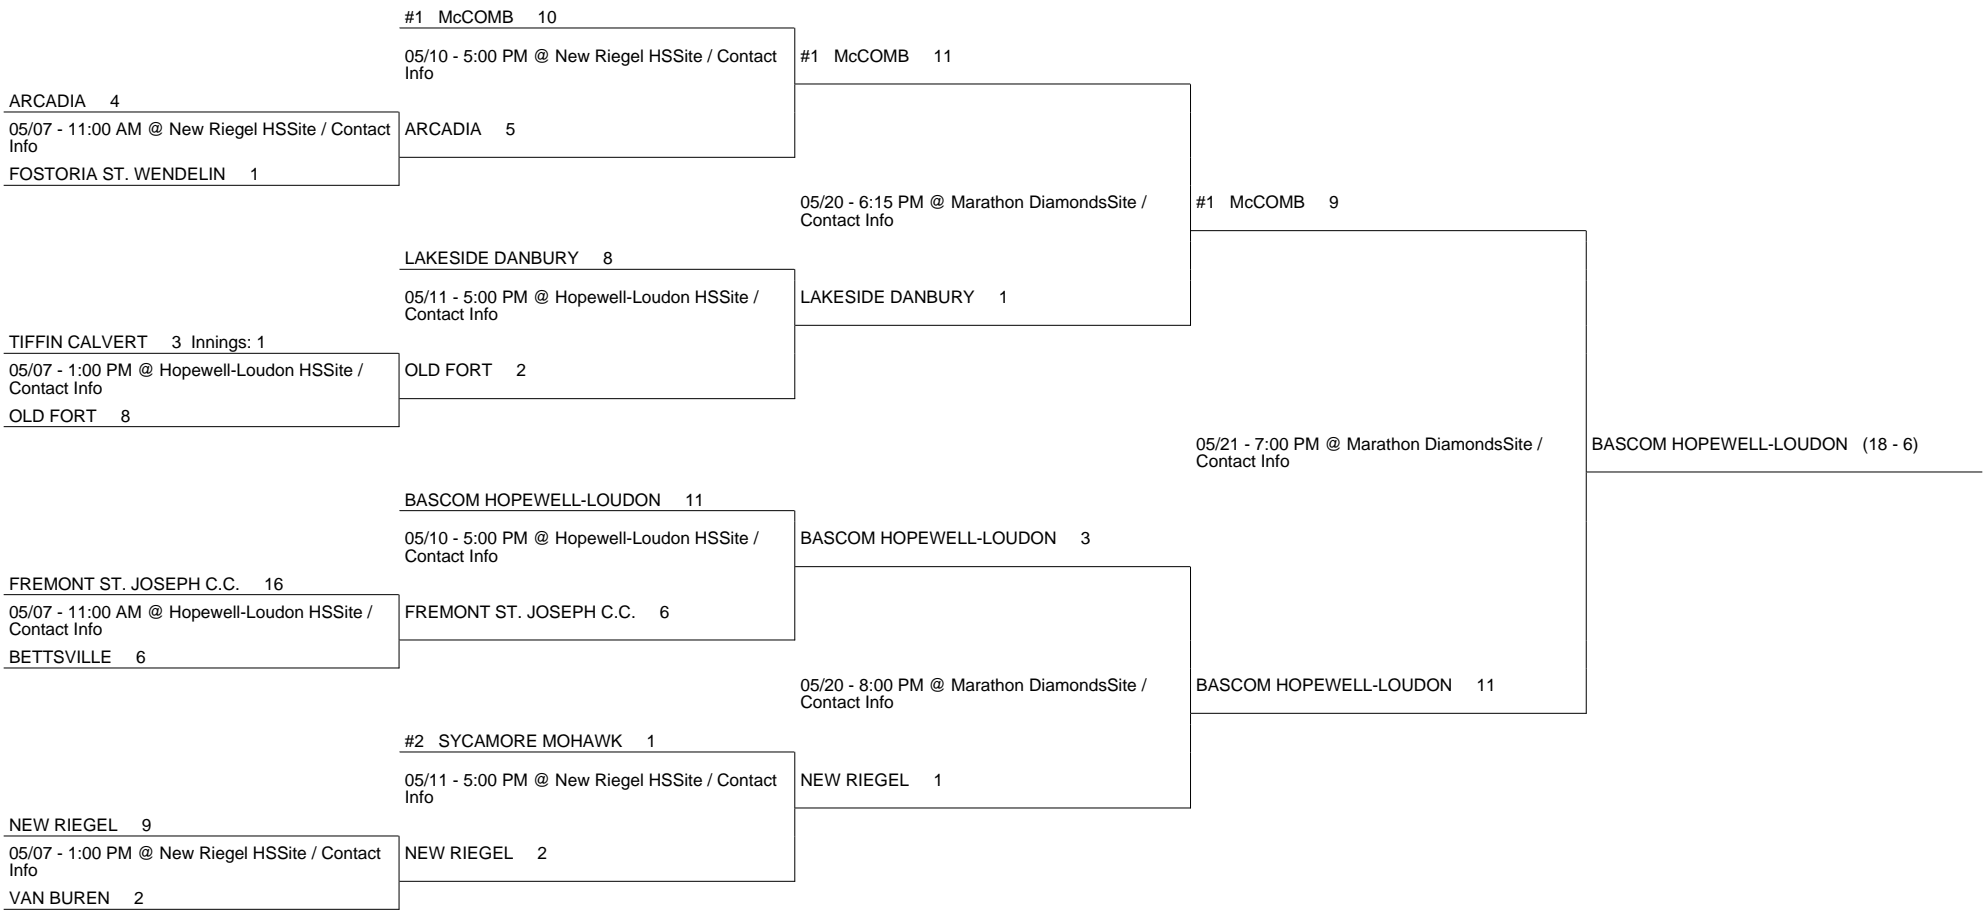 #1 McCOMB 10
05/10 - 5:00 PM @ New Riegel HSSite / Contact
Info
#1 McCOMB 11
ARCADIA 4
05/07 - 11:00 AM @ New Riegel HSSite / Contact
Info
ARCADIA 5
FOSTORIA ST. WENDELIN 1
05/20 - 6:15 PM @ Marathon DiamondsSite /
Contact Info
#1 McCOMB 9
LAKESIDE DANBURY 8
05/11 - 5:00 PM @ Hopewell-Loudon HSSite /
Contact Info
LAKESIDE DANBURY 1
TIFFIN CALVERT 3 Innings: 1
05/07 - 1:00 PM @ Hopewell-Loudon HSSite /
Contact Info
OLD FORT 2
OLD FORT 8
05/21 - 7:00 PM @ Marathon DiamondsSite /
Contact Info
BASCOM HOPEWELL-LOUDON (18 - 6)
BASCOM HOPEWELL-LOUDON 11
05/10 - 5:00 PM @ Hopewell-Loudon HSSite /
Contact Info
BASCOM HOPEWELL-LOUDON 3
FREMONT ST. JOSEPH C.C. 16
05/07 - 11:00 AM @ Hopewell-Loudon HSSite /
Contact Info
FREMONT ST. JOSEPH C.C. 6
BETTSVILLE 6
05/20 - 8:00 PM @ Marathon DiamondsSite /
Contact Info
BASCOM HOPEWELL-LOUDON 11
#2 SYCAMORE MOHAWK 1
05/11 - 5:00 PM @ New Riegel HSSite / Contact
Info
NEW RIEGEL 1
NEW RIEGEL 9
05/07 - 1:00 PM @ New Riegel HSSite / Contact
Info
NEW RIEGEL 2
VAN BUREN 2